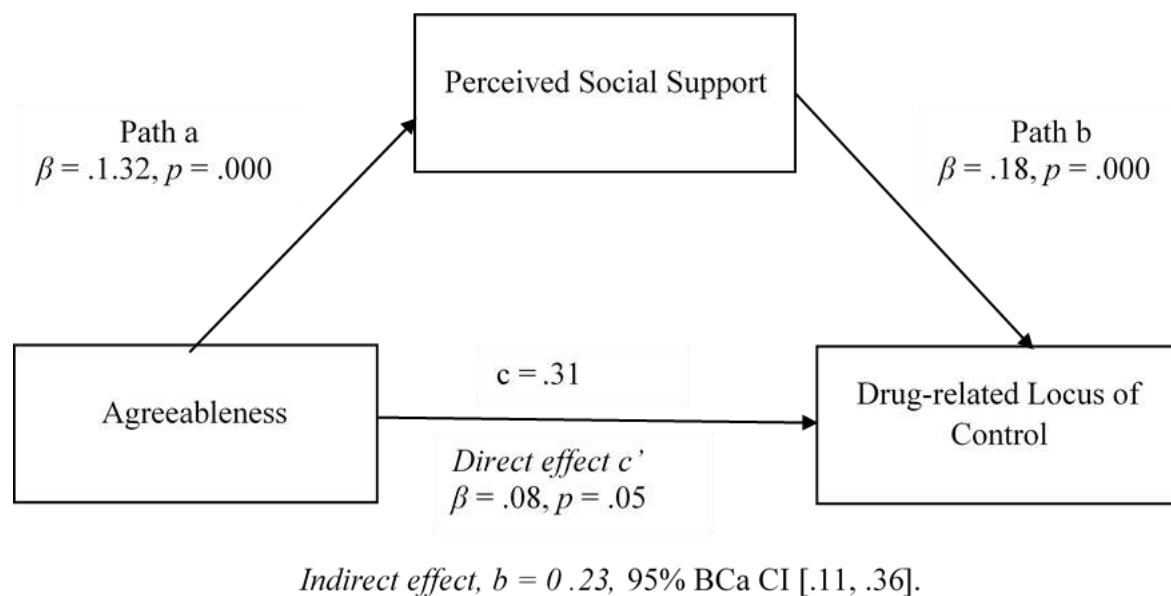 Perceived Social Support
Path a
β = .1.32, p = .000
Path b
β = .18, p = .000
Agreeableness
c = .31
Direct effect c’
β = .08, p = .05
Drug-related Locus of
Control
Indirect effect, b = 0 .23, 95% BCa CI [.11, .36].